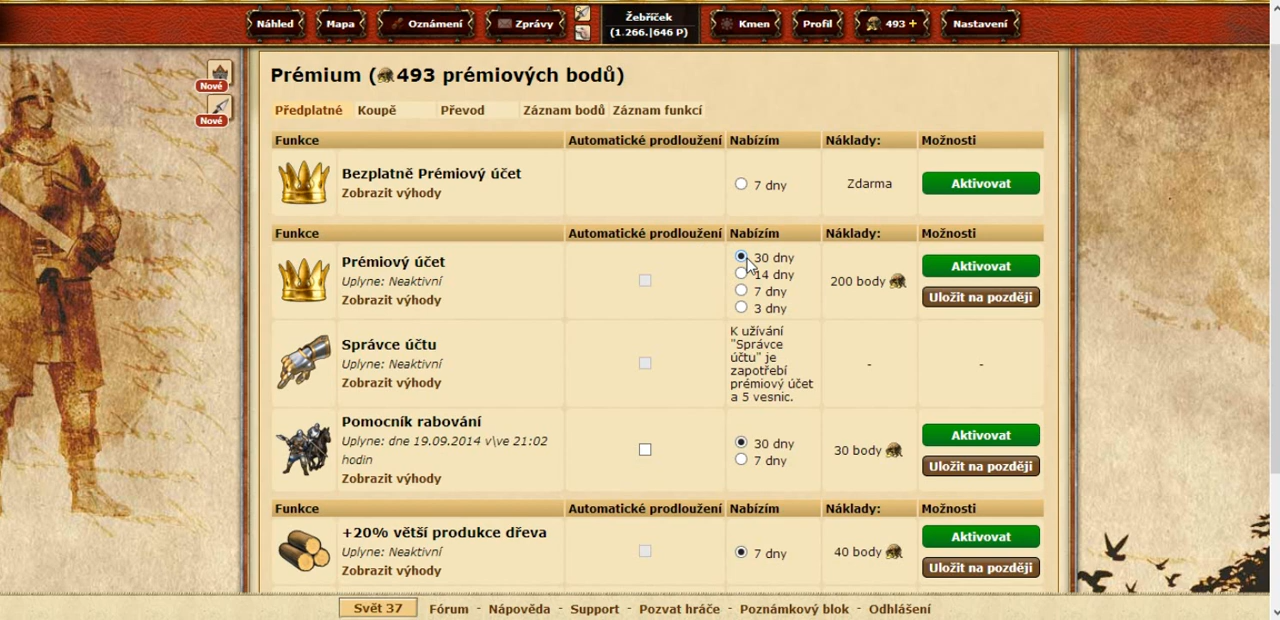 Náhled
Mapa
Oznámení
Zprávy
Žebříček
(1.266.|646 P)
Kmen
Profil
493 +
Nastavení
Nové
Nové
Prémium (493 prémiových bodů)
Předplatné Koupě Převod Záznam bodů Záznam funkcí
Funkce Automatické prodloužení Nabízím Náklady: Možnosti
Bezplatně Prémiový účet
Zobrazit výhody
7 dny
Zdarma
Aktivovat
Funkce Automatické prodloužení Nabízím Náklady: Možnosti
Prémiový účet
Uplyne: Neaktivní
Zobrazit výhody
30 dny
14 dny
7 dny
3 dny
200 body
Aktivovat
Uložit na později
Správce účtu
Uplyne: Neaktivní
Zobrazit výhody
K užívání
"Správce
účtu" je
zapotřebí
prémiový účet
a 5 vesnic.
-
-
Pomocník rabování
Uplyne: dne 19.09.2014 v\ve 21:02
hodin
Zobrazit výhody
30 dny
7 dny
30 body
Aktivovat
Uložit na později
Funkce Automatické prodloužení Nabízím Náklady: Možnosti
+20% větší produkce dřeva
Uplyne: Neaktivní
Zobrazit výhody
7 dny
40 body
Aktivovat
Uložit na později
Svět 37 Fórum - Nápověda - Support - Pozvat hráče - Poznámkový blok - Odhlášení